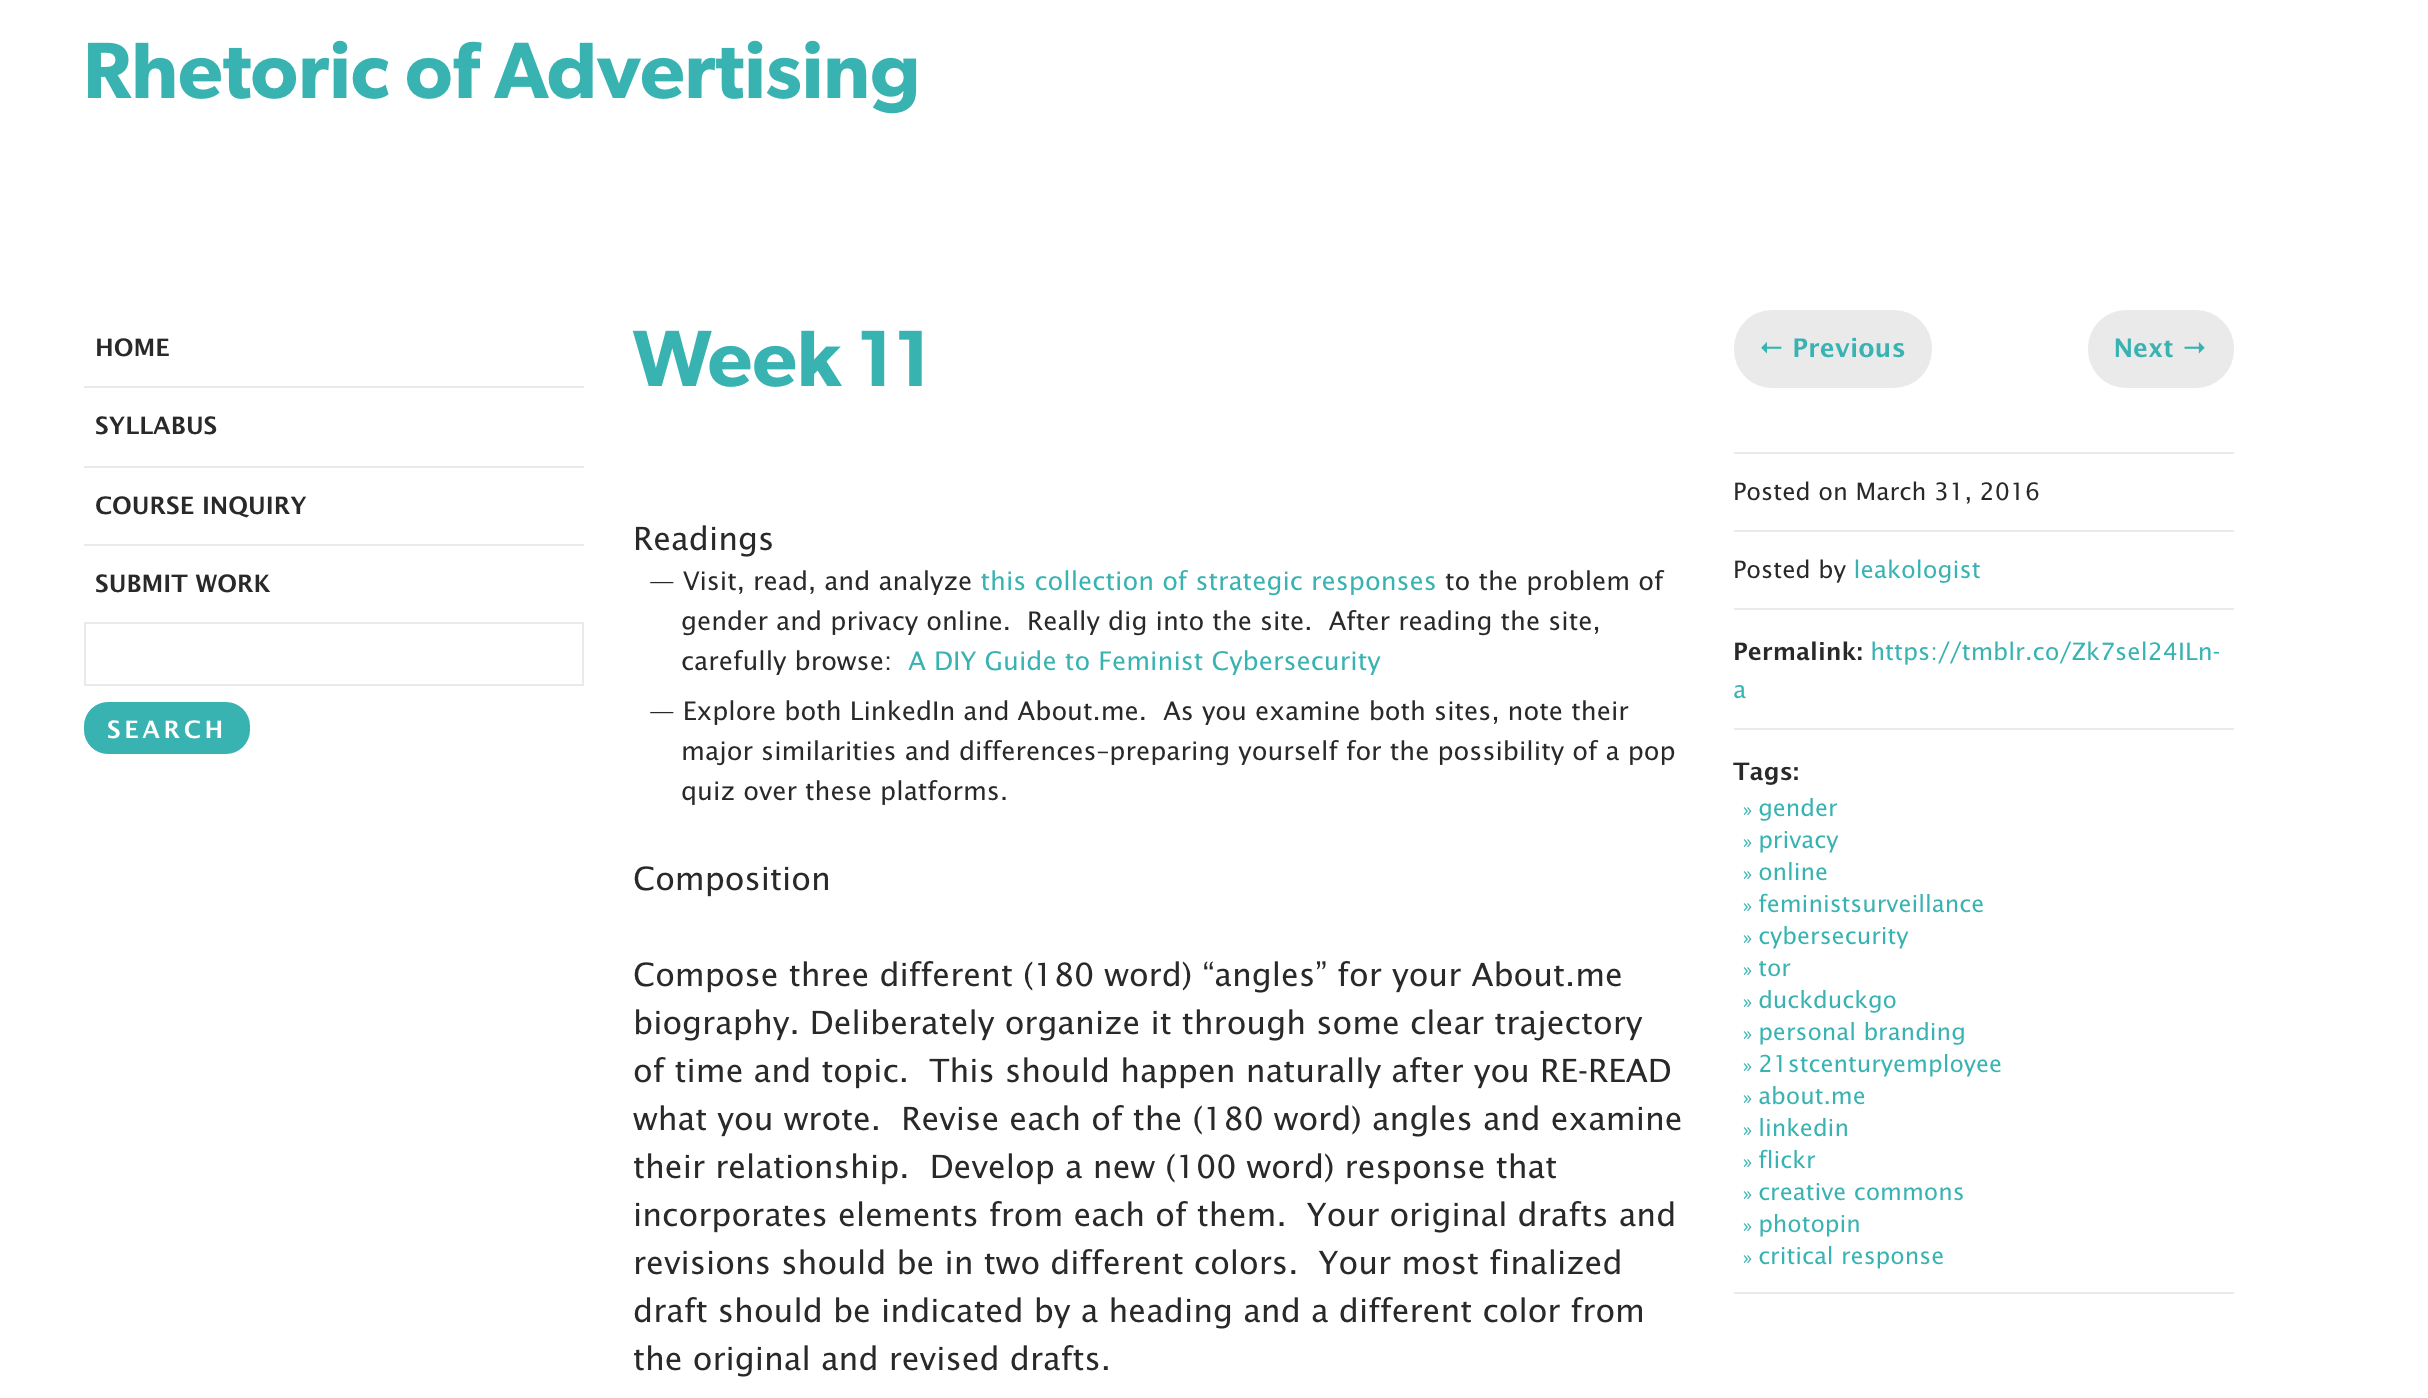 Rhetoric of Advertising
HOME
SYLLABUS
COURSE INQUIRY
SUBMIT WORK
SEARCH
Week 11
Readings
— Visit, read, and analyze this collection of strategic responses to the problem of
gender and privacy online.  Really dig into the site.  After reading the site,
carefully browse:  A DIY Guide to Feminist Cybersecurity
— Explore both LinkedIn and About.me.  As you examine both sites, note their
major similarities and differences–preparing yourself for the possibility of a pop
quiz over these platforms.
Composition
Compose three different (180 word) “angles” for your About.me
biography. Deliberately organize it through some clear trajectory
of time and topic.  This should happen naturally after you RE-READ
what you wrote.  Revise each of the (180 word) angles and examine
their relationship.  Develop a new (100 word) response that
incorporates elements from each of them.  Your original drafts and
revisions should be in two different colors.  Your most finalized
draft should be indicated by a heading and a different color from
the original and revised drafts.
← Previous
Next →
Posted on March 31, 2016
Posted by leakologist
Permalink: https://tmblr.co/Zk7sel24ILn-
a
Tags:
» gender
» privacy
» online
» feministsurveillance
» cybersecurity
» tor
» duckduckgo
» personal branding
» 21stcenturyemployee
» about.me
» linkedin
» flickr
» creative commons
» photopin
» critical response